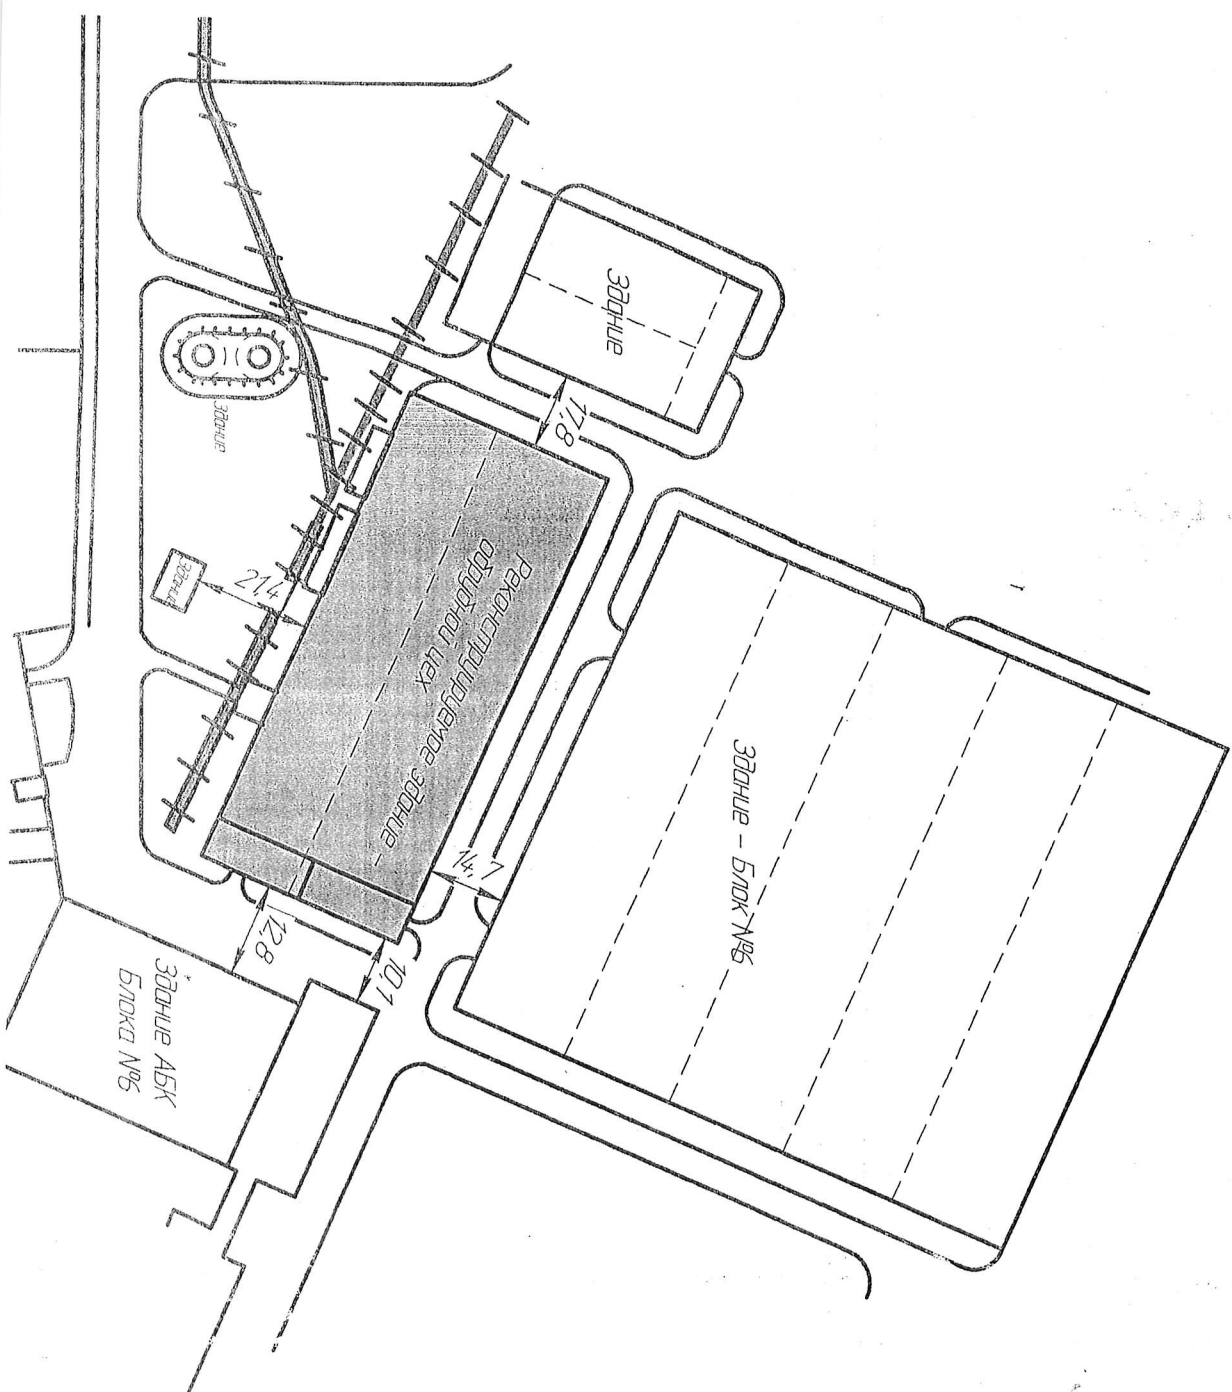 Здание
17,8
Здание
Здание
21,4
Реконструируемое здание -
обрубной цех
Здание - Блок №6
14,7
12,8
10,1
Здание АБК
Блока №6